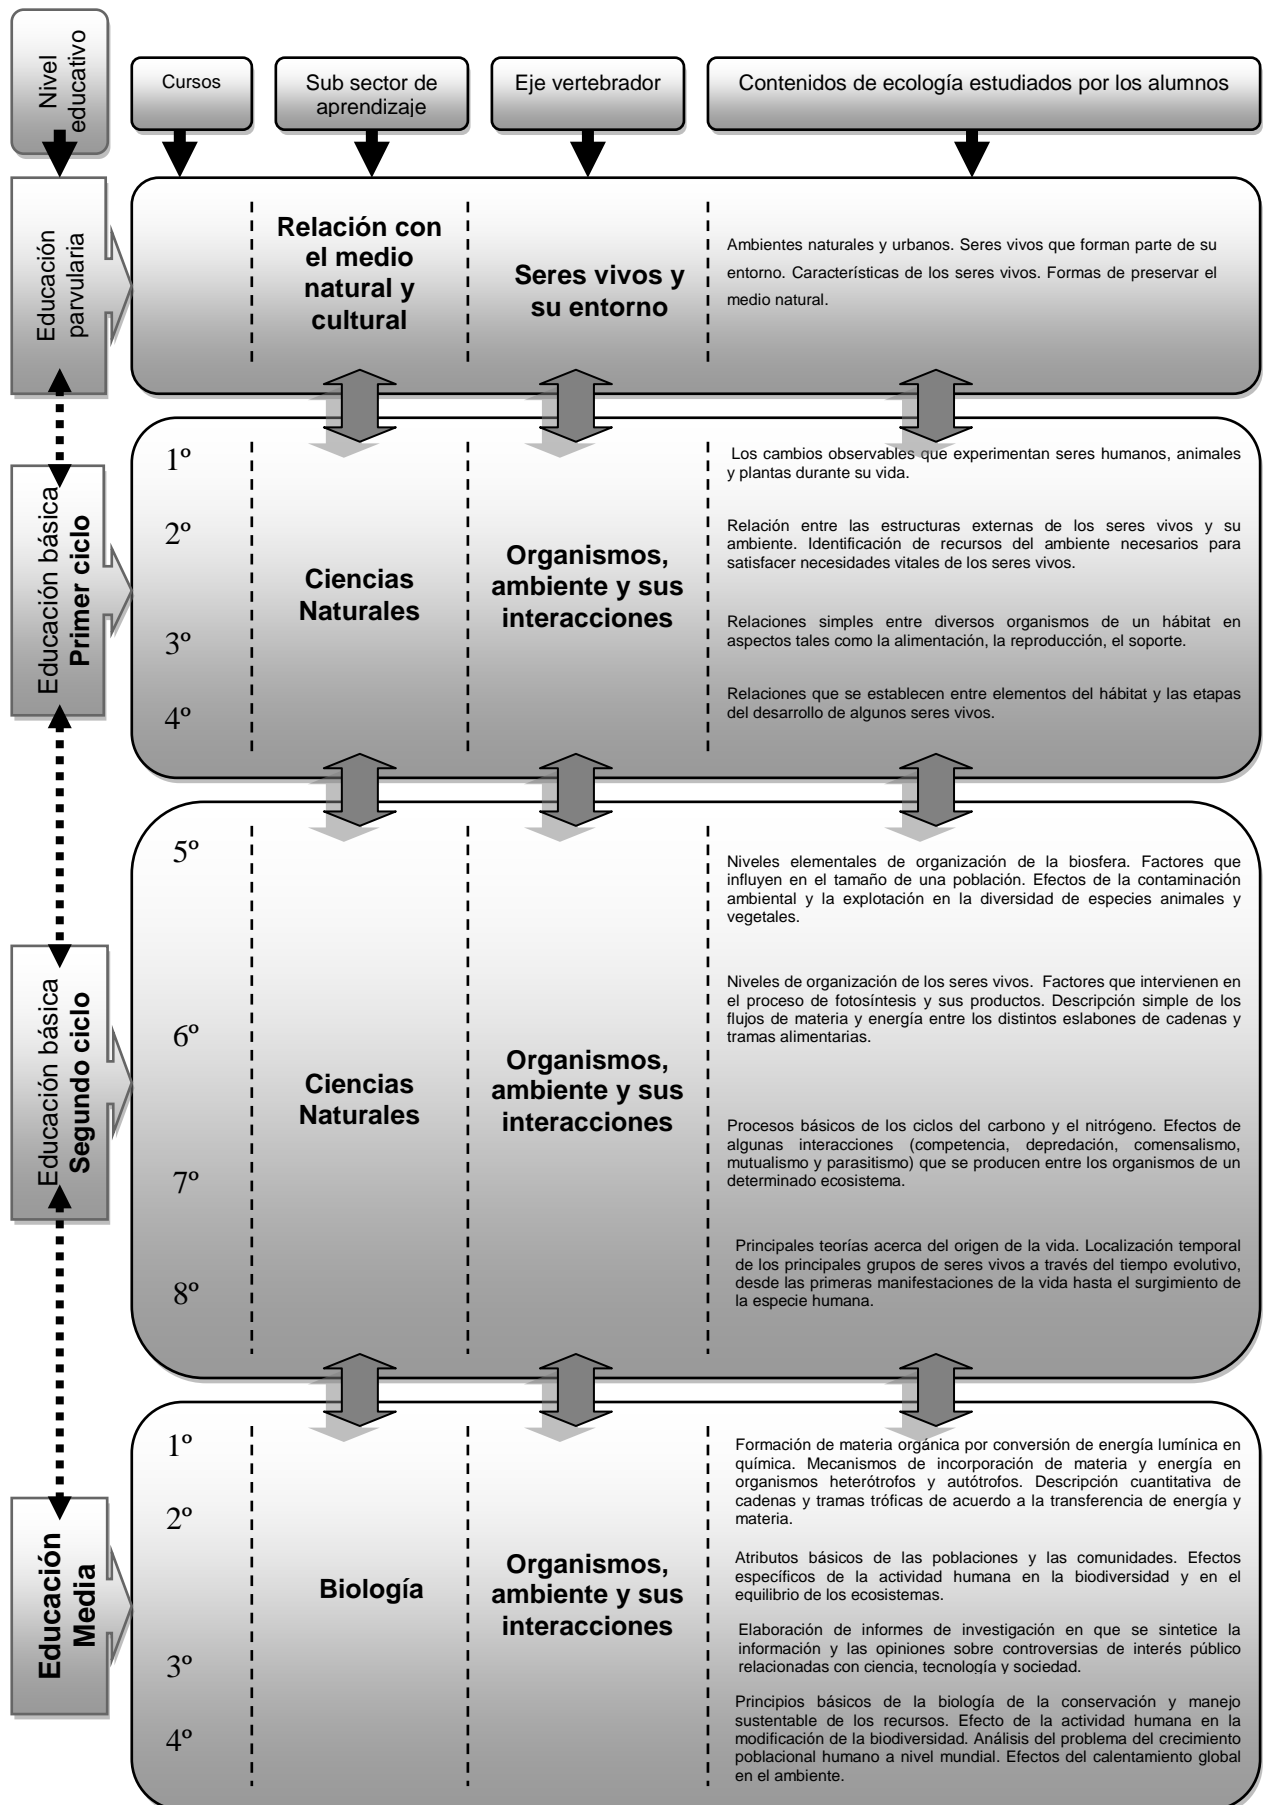 Nivel
educativo
Cursos
Sub sector de
aprendizaje
Eje vertebrador
Contenidos de ecología estudiados por los alumnos
Educación
parvularia
Relación con
el medio
natural y
cultural
Seres vivos y
su entorno
Ambientes naturales y urbanos. Seres vivos que forman parte de su
entorno. Características de los seres vivos. Formas de preservar el
medio natural.
Educación básica
Primer ciclo
1º
2º
3º
4º
Ciencias
Naturales
Organismos,
ambiente y sus
interacciones
Los cambios observables que experimentan seres humanos, animales
y plantas durante su vida.
Relación entre las estructuras externas de los seres vivos y su
ambiente. Identificación de recursos del ambiente necesarios para
satisfacer necesidades vitales de los seres vivos.
Relaciones simples entre diversos organismos de un hábitat en
aspectos tales como la alimentación, la reproducción, el soporte.
Relaciones que se establecen entre elementos del hábitat y las etapas
del desarrollo de algunos seres vivos.
Educación básica
Segundo ciclo
5º
6º
7º
8º
Ciencias
Naturales
Organismos,
ambiente y sus
interacciones
Niveles elementales de organización de la biosfera. Factores que
influyen en el tamaño de una población. Efectos de la contaminación
ambiental y la explotación en la diversidad de especies animales y
vegetales.
Niveles de organización de los seres vivos. Factores que intervienen en
el proceso de fotosíntesis y sus productos. Descripción simple de los
flujos de materia y energía entre los distintos eslabones de cadenas y
tramas alimentarias.
Procesos básicos de los ciclos del carbono y el nitrógeno. Efectos de
algunas interacciones (competencia, depredación, comensalismo,
mutualismo y parasitismo) que se producen entre los organismos de un
determinado ecosistema.
Principales teorías acerca del origen de la vida. Localización temporal
de los principales grupos de seres vivos a través del tiempo evolutivo,
desde las primeras manifestaciones de la vida hasta el surgimiento de
la especie humana.
Educación
Media
1º
2º
3º
4º
Biología
Organismos,
ambiente y sus
interacciones
Formación de materia orgánica por conversión de energía lumínica en
química. Mecanismos de incorporación de materia y energía en
organismos heterótrofos y autótrofos. Descripción cuantitativa de
cadenas y tramas tróficas de acuerdo a la transferencia de energía y
materia.
Atributos básicos de las poblaciones y las comunidades. Efectos
específicos de la actividad humana en la biodiversidad y en el
equilibrio de los ecosistemas.
Elaboración de informes de investigación en que se sintetice la
información y las opiniones sobre controversias de interés público
relacionadas con ciencia, tecnología y sociedad.
Principios básicos de la biología de la conservación y manejo
sustentable de los recursos. Efecto de la actividad humana en la
modificación de la biodiversidad. Análisis del problema del crecimiento
poblacional humano a nivel mundial. Efectos del calentamiento global
en el ambiente.